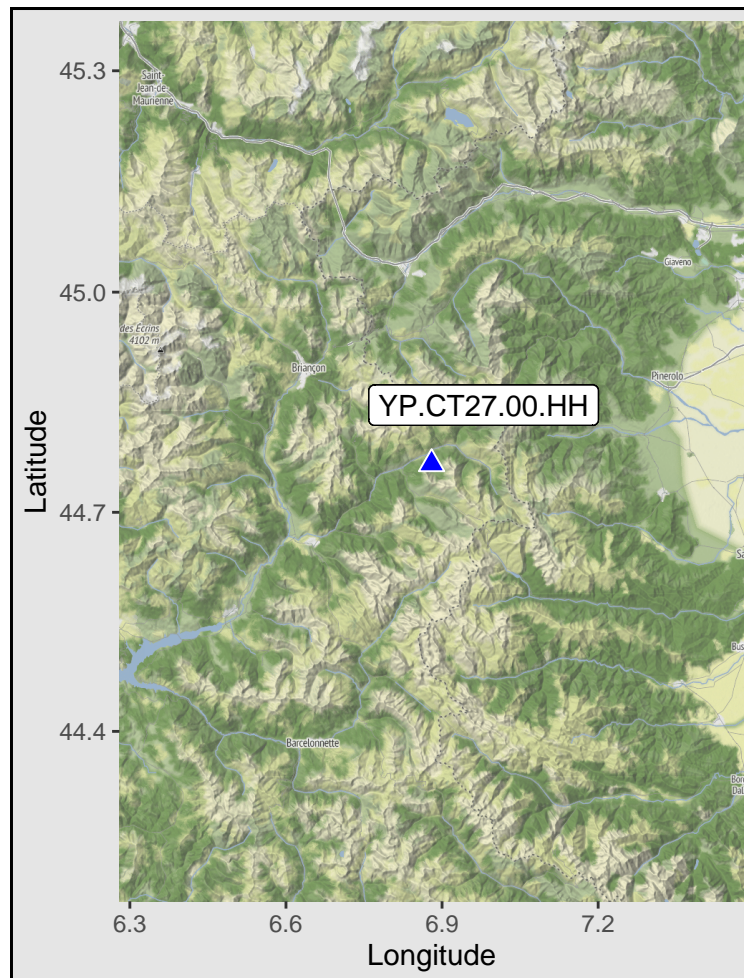 45.3
45.0
44.7
44.4
Latitude
Saint-
Jean-de-
Maurienne
Giaveno
des Écrins
4102 m
Briançon
Pinerolo
YP.CT27.00.HH
Barcelonnette
6.3
6.6
6.9
7.2
Longitude